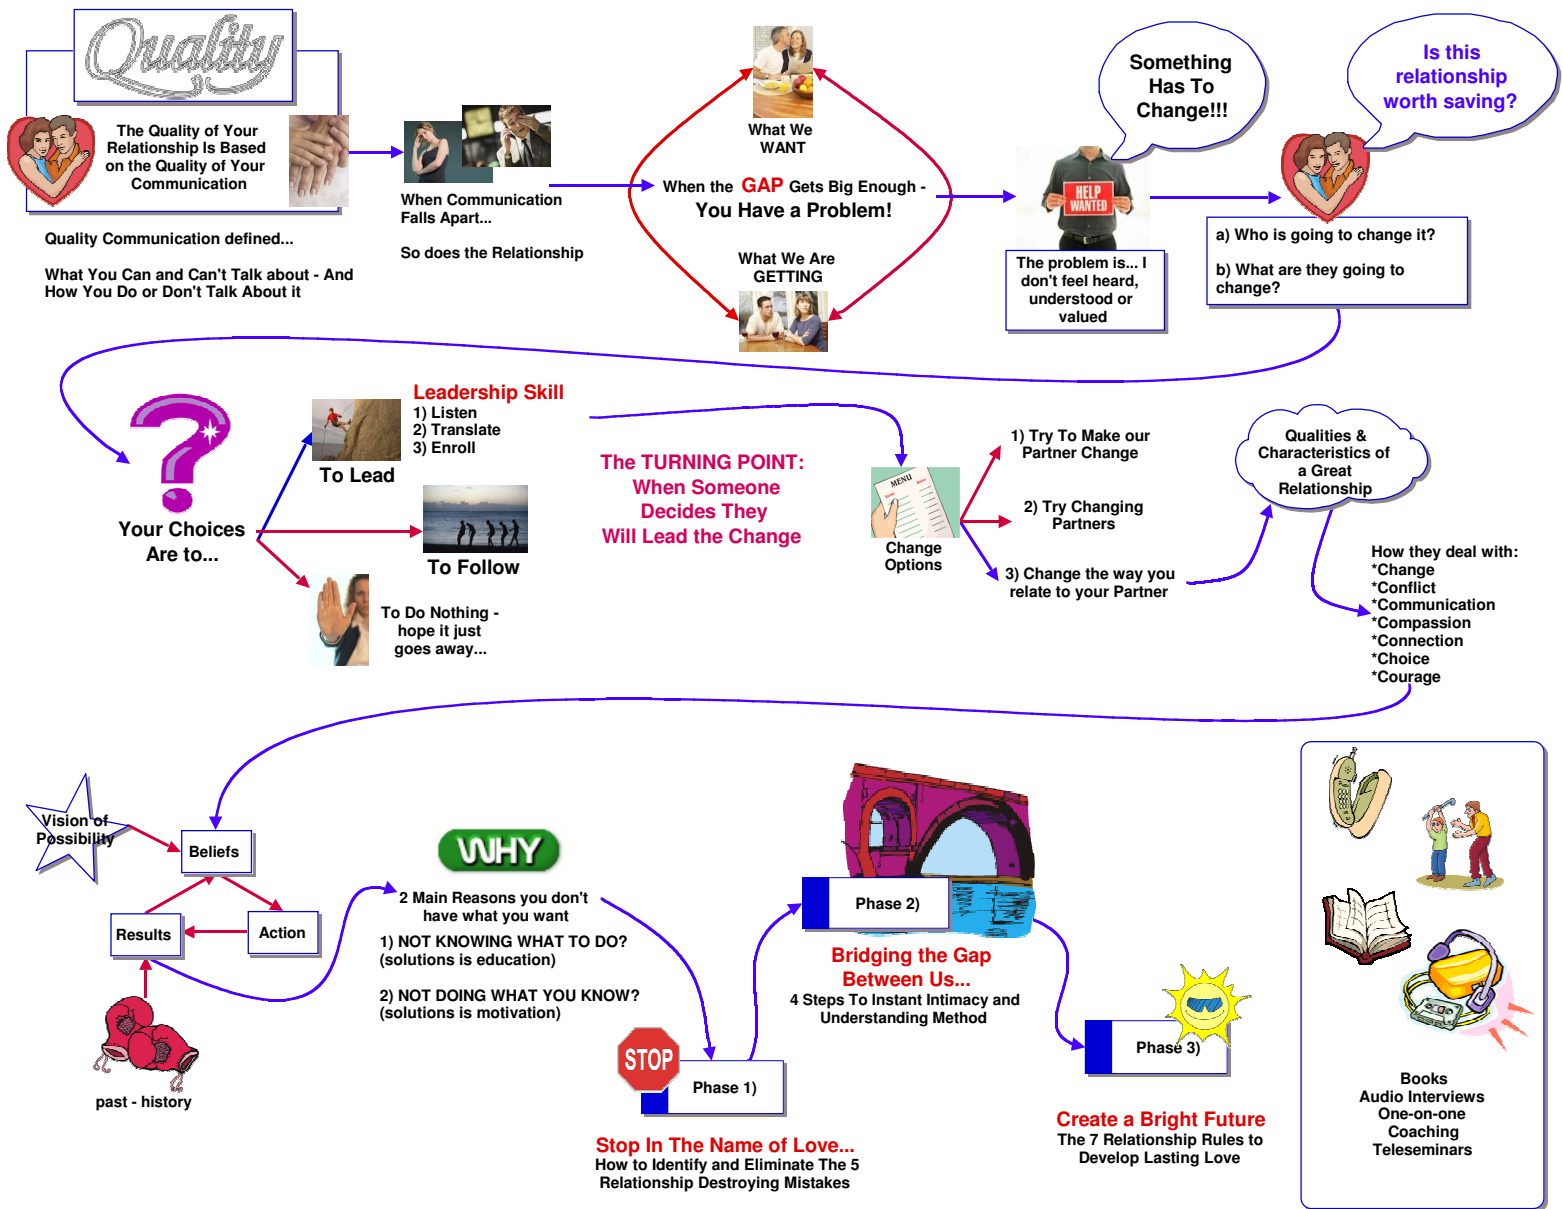 Quality
The Quality of Your
Relationship Is Based
on the Quality of Your
Communication
Quality Communication defined...
What You Can and Can't Talk about - And
How You Do or Don't Talk About it
When Communication
Falls Apart...
So does the Relationship
What We
WANT
When the GAP Gets Big Enough -
You Have a Problem!
What We Are
GETTING
Something
Has To
Change!!!
HELP
WANTED
The problem is... I
don't feel heard,
understood or
valued
Is this
relationship
worth saving?
a) Who is going to change it?
b) What are they going to
change?
Your Choices
Are to...
To Lead
Leadership Skill
1) Listen
2) Translate
3) Enroll
To Follow
To Do Nothing -
hope it just
goes away...
The TURNING POINT:
When Someone
Decides They
Will Lead the Change
MENU
Change
Options
1) Try To Make our
Partner Change
2) Try Changing
Partners
3) Change the way you
relate to your Partner
Qualities &
Characteristics of
a Great
Relationship
How they deal with:
*Change
*Conflict
*Communication
*Compassion
*Connection
*Choice
*Courage
Vision of
Possibility
Beliefs
Results
Action
past - history
WHY
2 Main Reasons you don't
have what you want
1) NOT KNOWING WHAT TO DO?
(solutions is education)
2) NOT DOING WHAT YOU KNOW?
(solutions is motivation)
STOP
Phase 1)
Stop In The Name of Love...
How to Identify and Eliminate The 5
Relationship Destroying Mistakes
Phase 2)
Bridging the Gap
Between Us...
4 Steps To Instant Intimacy and
Understanding Method
Phase 3)
Create a Bright Future
The 7 Relationship Rules to
Develop Lasting Love
Books
Audio Interviews
One-on-one
Coaching
Teleseminars